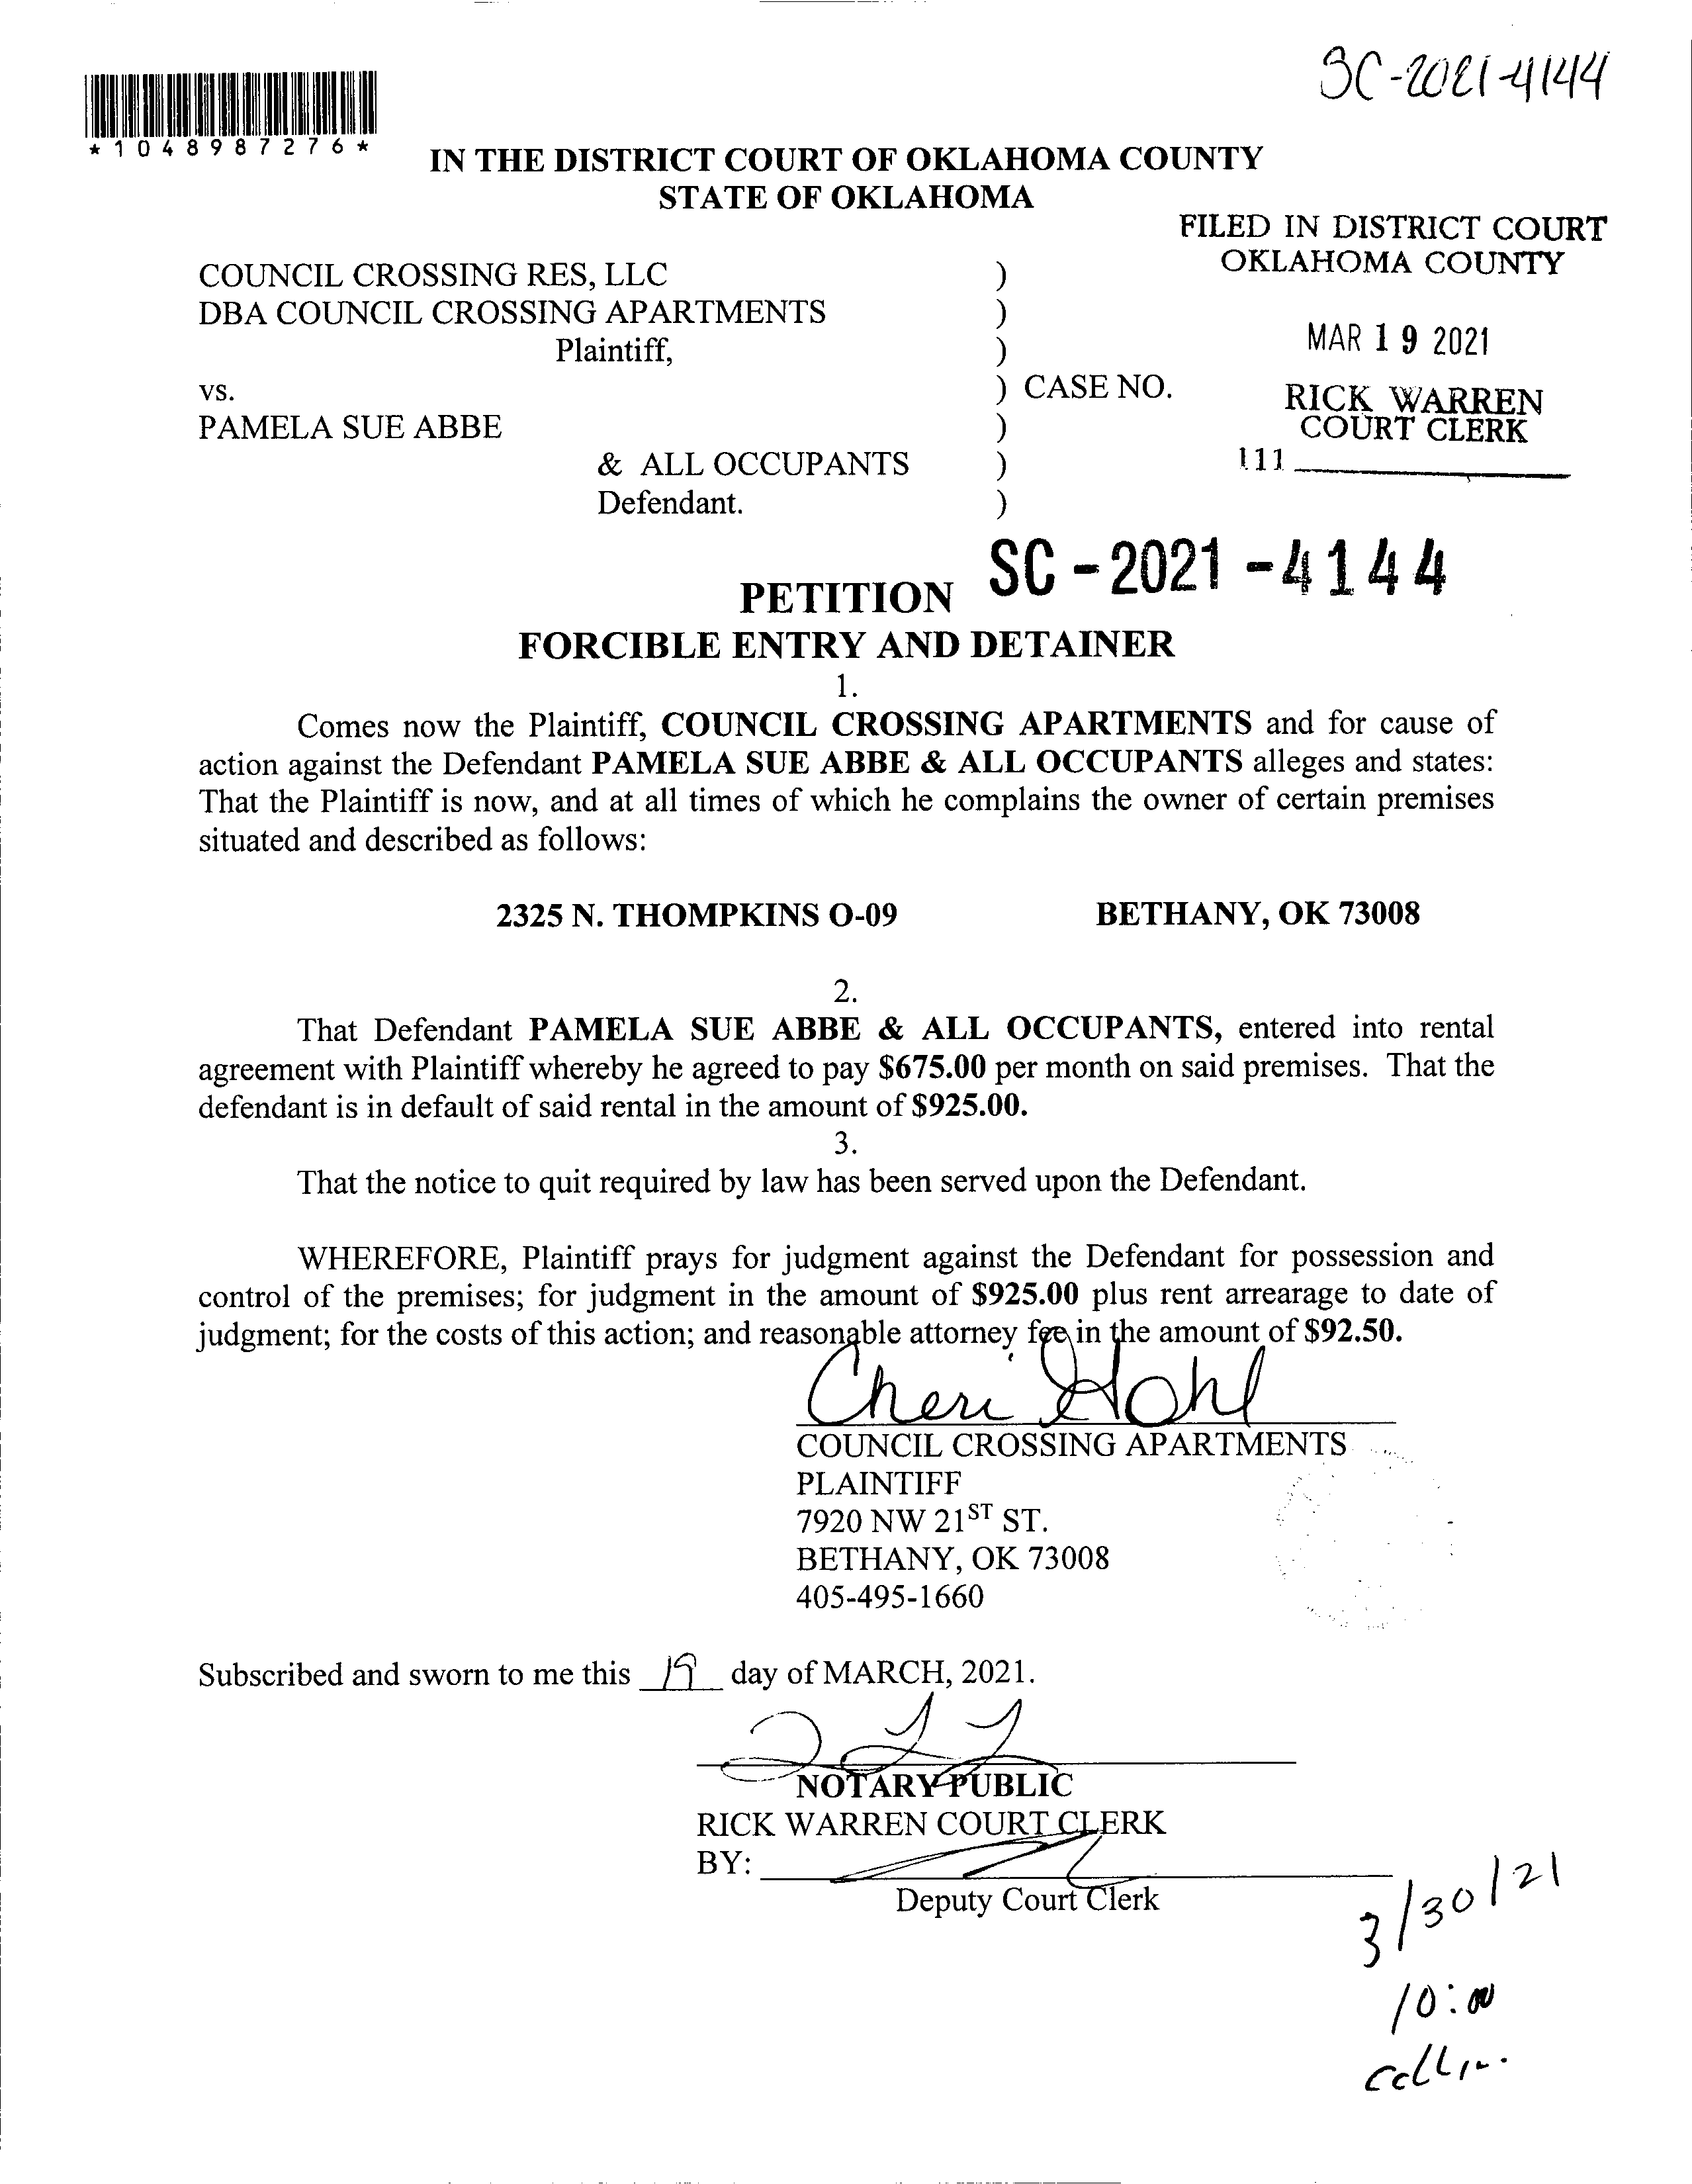 SC-2021-4144
*1048987276*
IN THE DISTRICT COURT OF OKLAHOMA COUNTY
STATE OF OKLAHOMA
FILED IN DISTRICT COURT
OKLAHOMA COUNTY
COUNCIL CROSSING RES, LLC )
DBA COUNCIL CROSSING APARTMENTS )
MAR 19 2021
Plaintiff, )
vs. ) CASE NO.
RICK WARREN
COURT CLERK
PAMELA SUE ABBE )
& ALL OCCUPANTS )
111
Defendant. )
SC-2021-4144
PETITION
FORCIBLE ENTRY AND DETAINER
1.
Comes now the Plaintiff, COUNCIL CROSSING APARTMENTS and for cause of
action against the Defendant PAMELA SUE ABBE & ALL OCCUPANTS alleges and states:
That the Plaintiff is now, and at all times of which he complains the owner of certain premises
situated and described as follows:
2325 N. THOMPKINS O-09 BETHANY, OK 73008
2.
That Defendant PAMELA SUE ABBE & ALL OCCUPANTS, entered into rental
agreement with Plaintiff whereby he agreed to pay $675.00 per month on said premises. That the
defendant is in default of said rental in the amount of $925.00.
3.
That the notice to quit required by law has been served upon the Defendant.
WHEREFORE, Plaintiff prays for judgment against the Defendant for possession and
control of the premises; for judgment in the amount of $925.00 plus rent arrearage to date of
judgment; for the costs of this action; and reasonable attorney fee in the amount of $92.50.
Cheri Hohl
COUNCIL CROSSING APARTMENTS
PLAINTIFF
7920 NW 21ST ST.
BETHANY, OK 73008
405-495-1660
Subscribed and sworn to me this 19 day of MARCH, 2021.
NOTARY PUBLIC
RICK WARREN COURT CLERK
BY:
Deputy Court Clerk
3/30/21
10:00